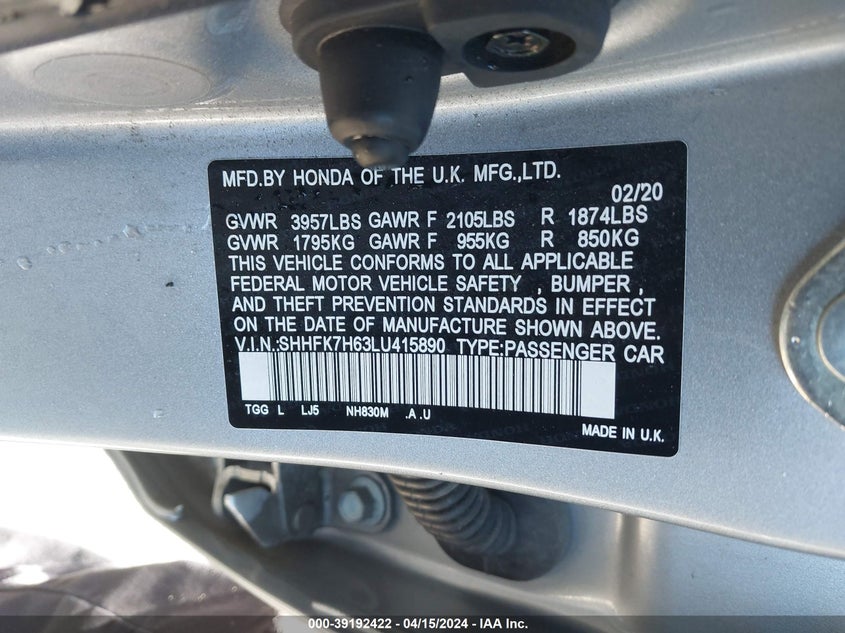 MFD.BY HONDA OF THE U.K. MFG.,LTD.
02/20
GVWR 3957LBS GAWR F 2105LBS R 1874LBS
GVWR 1795KG GAWR F 955KG R 850KG
THIS VEHICLE CONFORMS TO ALL APPLICABLE
FEDERAL MOTOR VEHICLE SAFETY , BUMPER ,
AND THEFT PREVENTION STANDARDS IN EFFECT
ON THE DATE OF MANUFACTURE SHOWN ABOVE.
V.I.N.:SHHFK7H63LU415890 TYPE:PASSENGER CAR
TGG L LJ5 NH830M .A .U
MADE IN U.K.
000-39192422 - 04/15/2024 - IAA Inc.